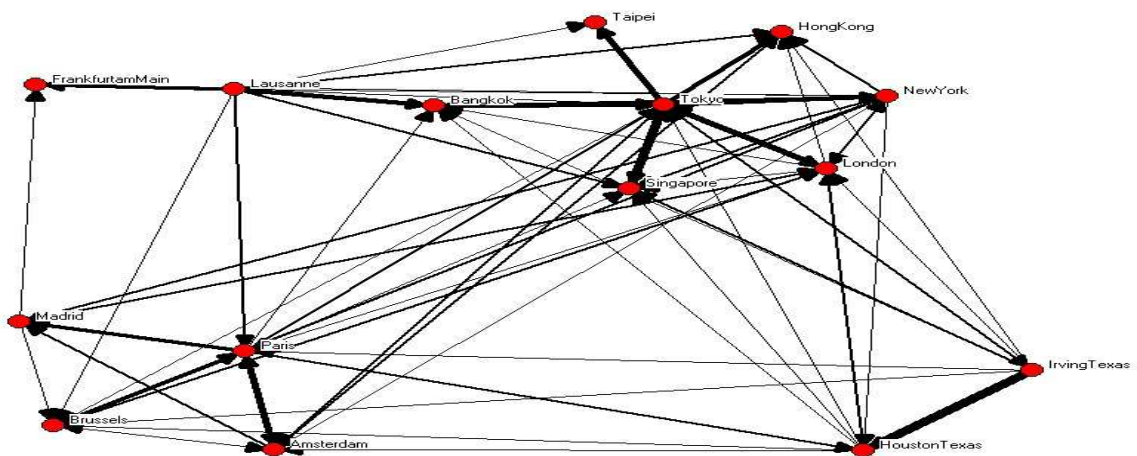 Taipei
HongKong
FrankfurtamMain
Lausanne
NewYork
Bangkok
Tokyo
London
Singapore
Madrid
Paris
IrvingTexas
Brussels
Amsterdam
HoustonTexas